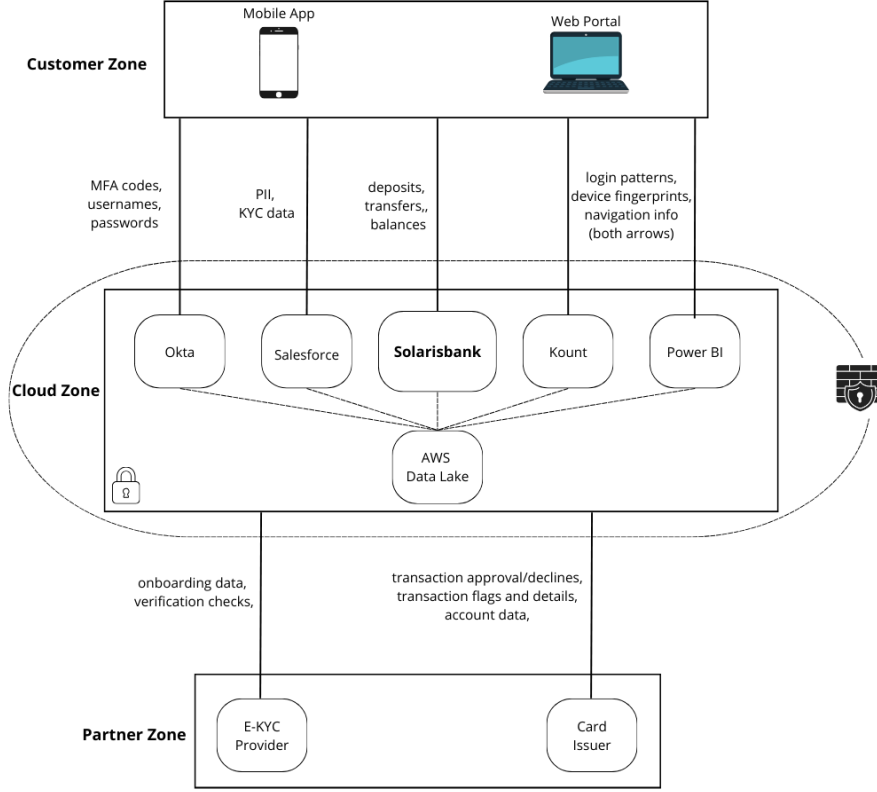 Mobile App
Web Portal
Customer Zone
MFA codes,
usernames,
passwords
PII,
KYC data
deposits,
transfers,,
balances
login patterns,
device fingerprints,
navigation info
(both arrows)
Okta
Salesforce
Solarisbank
Kount
Power BI
Cloud Zone
AWS
Data Lake
onboarding data,
verification checks,
transaction approval/declines,
transaction flags and details,
account data,
Partner Zone
E-KYC
Provider
Card
Issuer